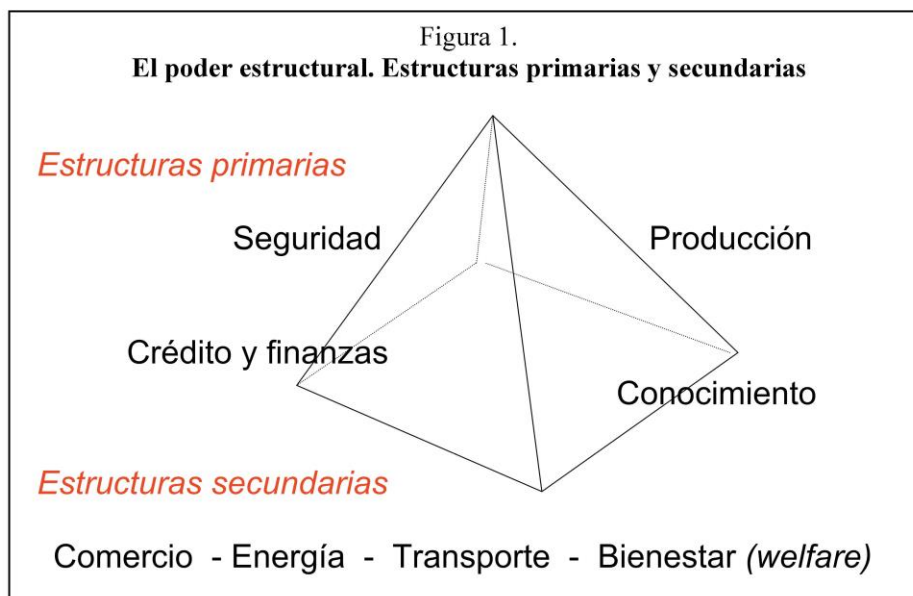 Figura 1.
El poder estructural. Estructuras primarias y secundarias
Estructuras primarias
Seguridad
Producción
Crédito y finanzas
Conocimiento
Estructuras secundarias
Comercio - Energía - Transporte - Bienestar (welfare)